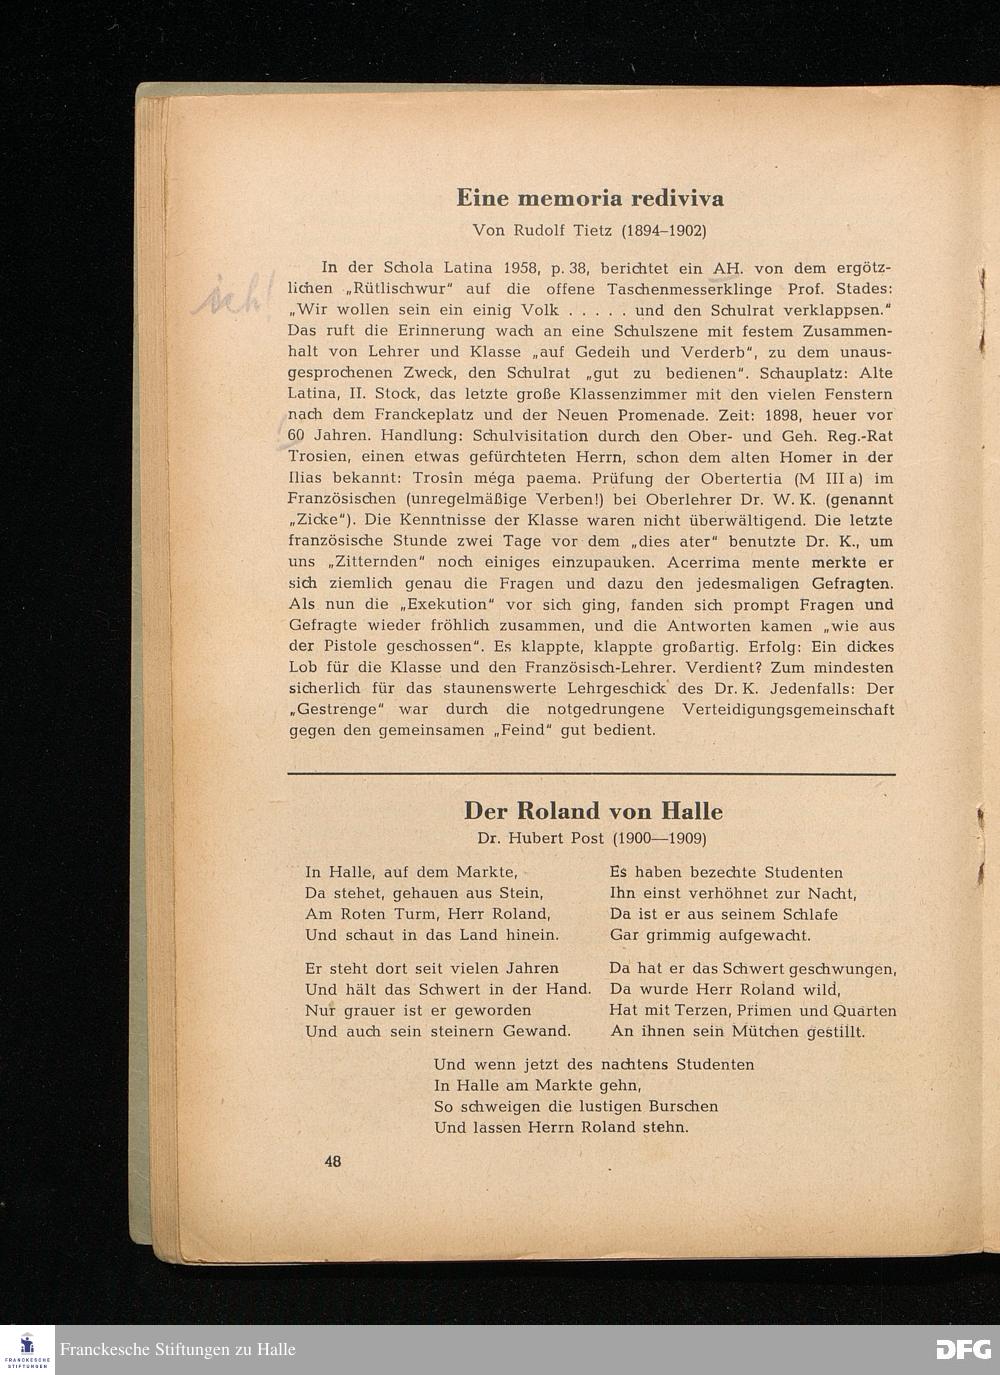 Eine memoria rediviva
Von Rudolf Tietz (1894–1902)
In der Schola Latina 1958, p. 38, berichtet ein AH. von dem ergötz-
lichen „Rütlischwur" auf die offene Taschenmesserklinge Prof. Stades:
ich!
„Wir wollen sein ein einig Volk . . . . . und den Schulrat verklappsen."
Das ruft die Erinnerung wach an eine Schulszene mit festem Zusammen-
halt von Lehrer und Klasse „auf Gedeih und Verderb", zu dem unaus-
gesprochenen Zweck, den Schulrat „gut zu bedienen". Schauplatz: Alte
Latina, II. Stock, das letzte große Klassenzimmer mit den vielen Fenstern
nach dem Franckeplatz und der Neuen Promenade. Zeit: 1898, heuer vor
60 Jahren. Handlung: Schulvisitation durch den Ober- und Geh. Reg.-Rat
Trosien, einen etwas gefürchteten Herrn, schon dem alten Homer in der
Ilias bekannt: Trosîn méga paema. Prüfung der Obertertia (M III a) im
Französischen (unregelmäßige Verben!) bei Oberlehrer Dr. W. K. (genannt
„Zicke"). Die Kenntnisse der Klasse waren nicht überwältigend. Die letzte
französische Stunde zwei Tage vor dem „dies ater" benutzte Dr. K., um
uns „Zitternden" noch einiges einzupauken. Acerrima mente merkte er
sich ziemlich genau die Fragen und dazu den jedesmaligen Gefragten.
Als nun die „Exekution" vor sich ging, fanden sich prompt Fragen und
Gefragte wieder fröhlich zusammen, und die Antworten kamen „wie aus
der Pistole geschossen". Es klappte, klappte großartig. Erfolg: Ein dickes
Lob für die Klasse und den Französisch-Lehrer. Verdient? Zum mindesten
sicherlich für das staunenswerte Lehrgeschick des Dr. K. Jedenfalls: Der
„Gestrenge" war durch die notgedrungene Verteidigungsgemeinschaft
gegen den gemeinsamen „Feind" gut bedient.
Der Roland von Halle
Dr. Hubert Post (1900—1909)
In Halle, auf dem Markte,
Da stehet, gehauen aus Stein,
Am Roten Turm, Herr Roland,
Und schaut in das Land hinein.
Er steht dort seit vielen Jahren
Und hält das Schwert in der Hand.
Nur grauer ist er geworden
Und auch sein steinern Gewand.
Es haben bezechte Studenten
Ihn einst verhöhnet zur Nacht,
Da ist er aus seinem Schlafe
Gar grimmig aufgewacht.
Da hat er das Schwert geschwungen,
Da wurde Herr Roland wild,
Hat mit Terzen, Primen und Quarten
An ihnen sein Mütchen gestillt.
Und wenn jetzt des nachtens Studenten
In Halle am Markte gehn,
So schweigen die lustigen Burschen
Und lassen Herrn Roland stehn.
48
FRANCKESCHE
STIFTUNGEN
Franckesche Stiftungen zu Halle
DFG